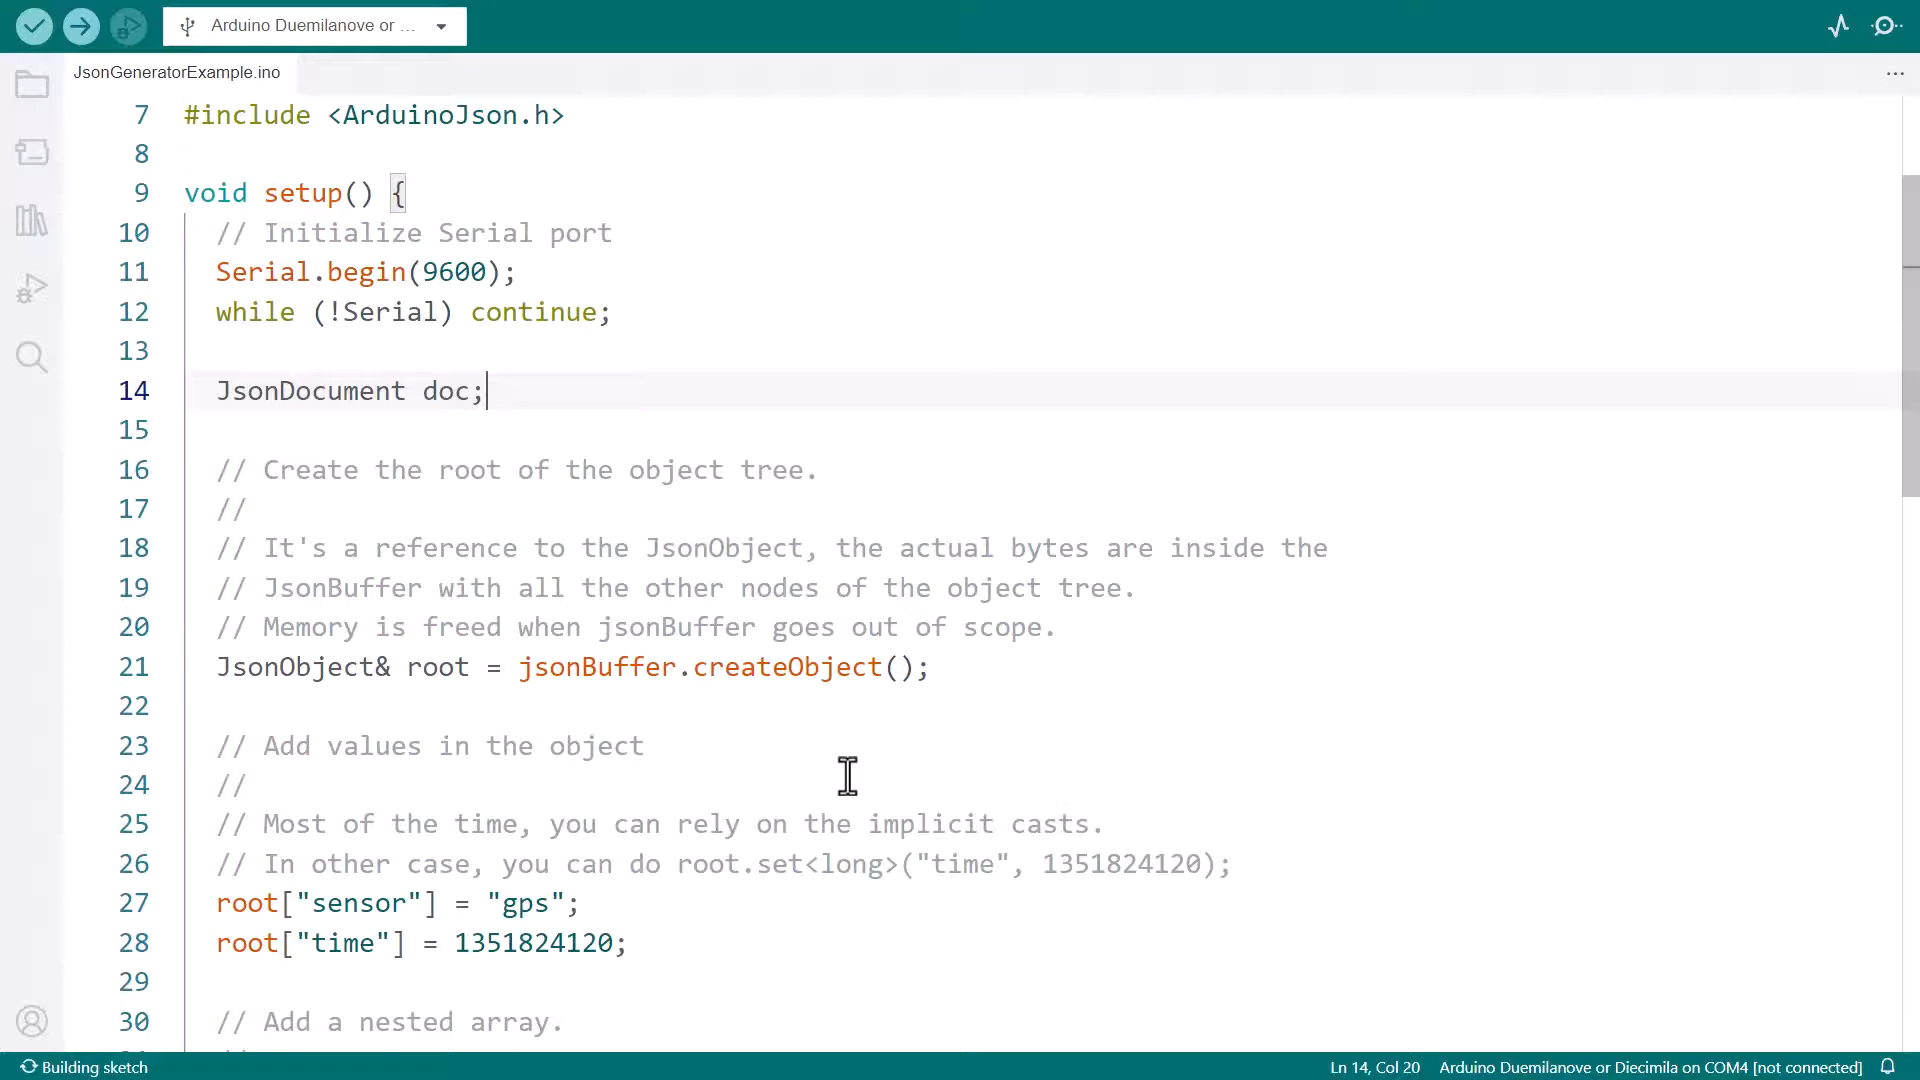 Arduino Duemilanove or ...
JsonGeneratorExample.ino
7 #include <ArduinoJson.h>
8
9 void setup() {
10 // Initialize Serial port
11 Serial.begin(9600);
12 while (!Serial) continue;
13
14 JsonDocument doc;
15
16 // Create the root of the object tree.
17 //
18 // It's a reference to the JsonObject, the actual bytes are inside the
19 // JsonBuffer with all the other nodes of the object tree.
20 // Memory is freed when jsonBuffer goes out of scope.
21 JsonObject& root = jsonBuffer.createObject();
22
23 // Add values in the object
24 //
25 // Most of the time, you can rely on the implicit casts.
26 // In other case, you can do root.set<long>("time", 1351824120);
27 root["sensor"] = "gps";
28 root["time"] = 1351824120;
29
30 // Add a nested array.
Building sketch
Ln 14, Col 20 Arduino Duemilanove or Diecimila on COM4 [not connected]